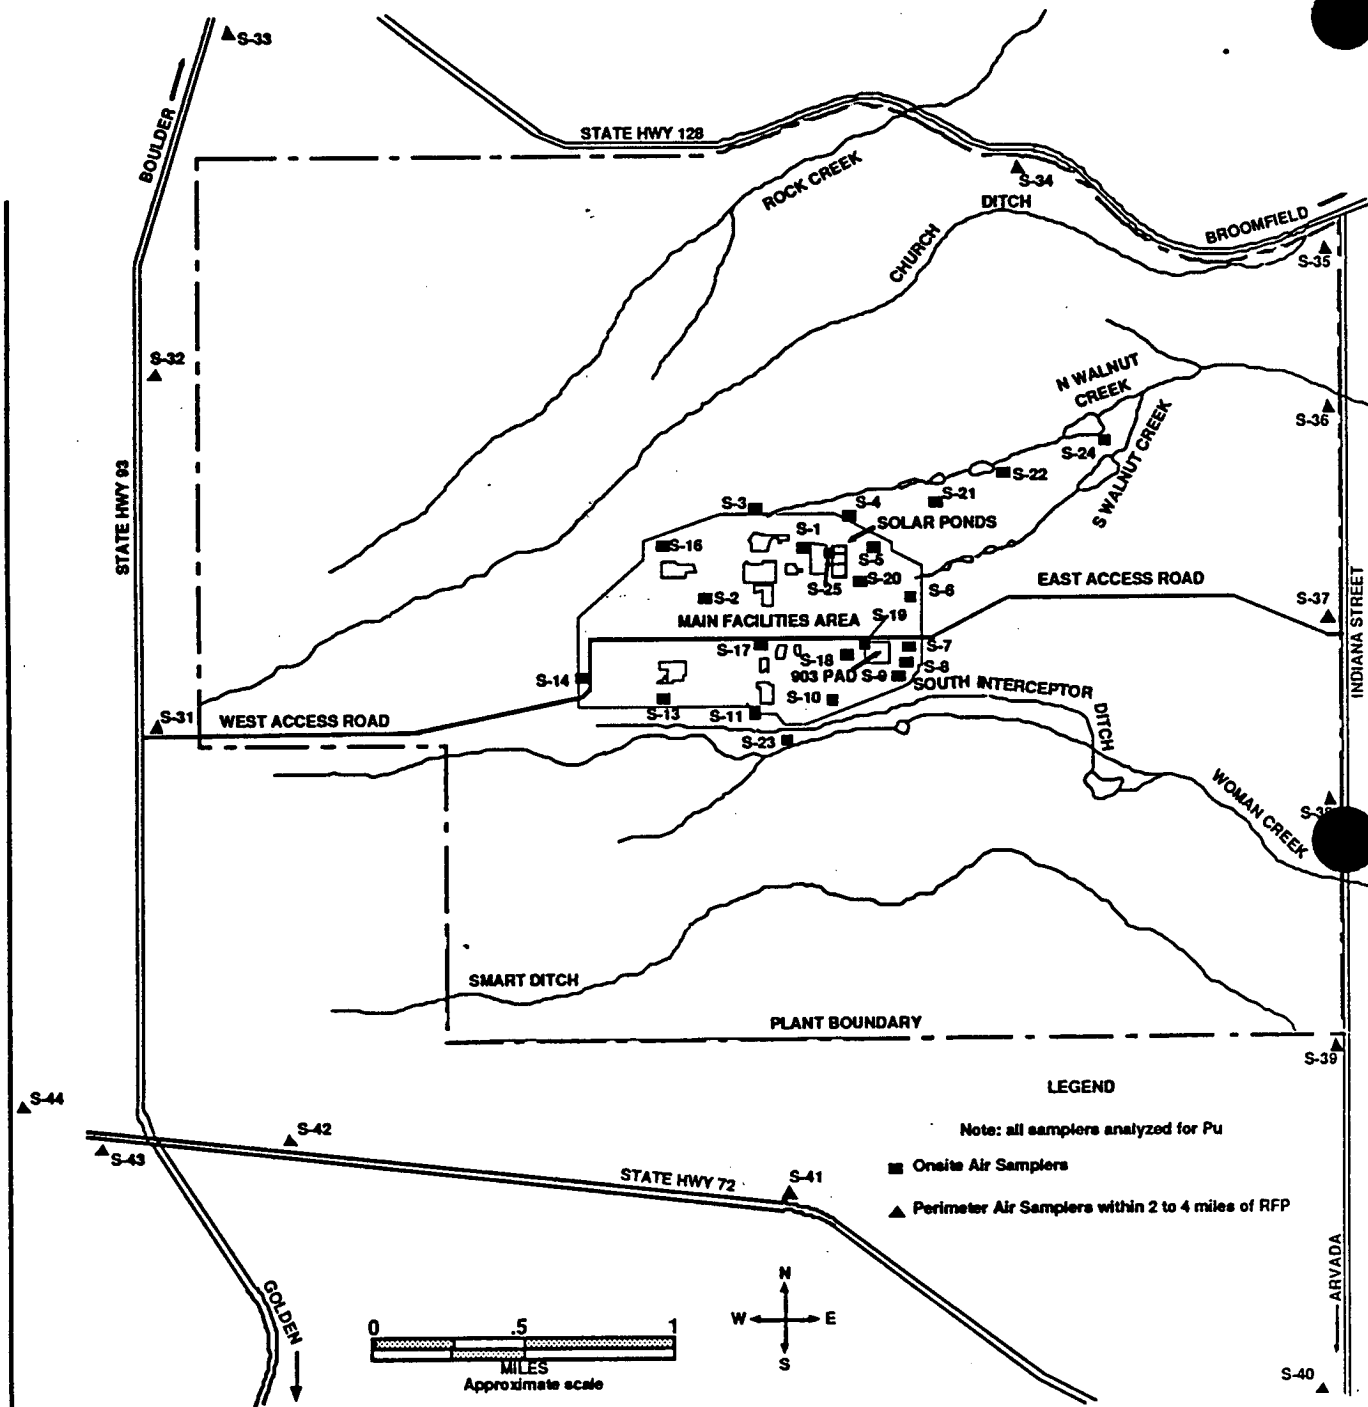 S-33
BOULDER
STATE HWY 128
ROCK CREEK
S-34
DITCH
CHURCH
BROOMFIELD
S-35
S-32
N WALNUT
CREEK
S-36
S-24
S WALNUT CREEK
STATE HWY 93
S-22
S-21
S-3
S-4
SOLAR PONDS
S-1
S-16
S-5
S-20
S-25
S-6
EAST ACCESS ROAD
S-2
S-37
INDIANA STREET
MAIN FACILITIES AREA
S-19
S-17
S-18
S-7
S-8
903 PAD
S-9
S-14
SOUTH INTERCEPTOR
DITCH
S-10
S-13
S-11
S-31
WEST ACCESS ROAD
S-23
WOMAN CREEK
S-38
SMART DITCH
PLANT BOUNDARY
S-39
LEGEND
S-44
Note: all samplers analyzed for Pu
S-42
S-43
Onsite Air Samplers
STATE HWY 72
S-41
Perimeter Air Samplers within 2 to 4 miles of RFP
ARVADA
GOLDEN
N
W E
S
0 .5 1
MILES
Approximate scale
S-40